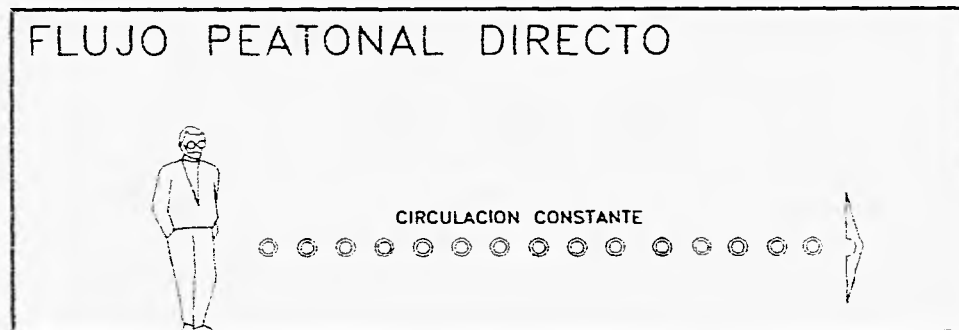 FLUJO PEATONAL DIRECTO
CIRCULACION CONSTANTE